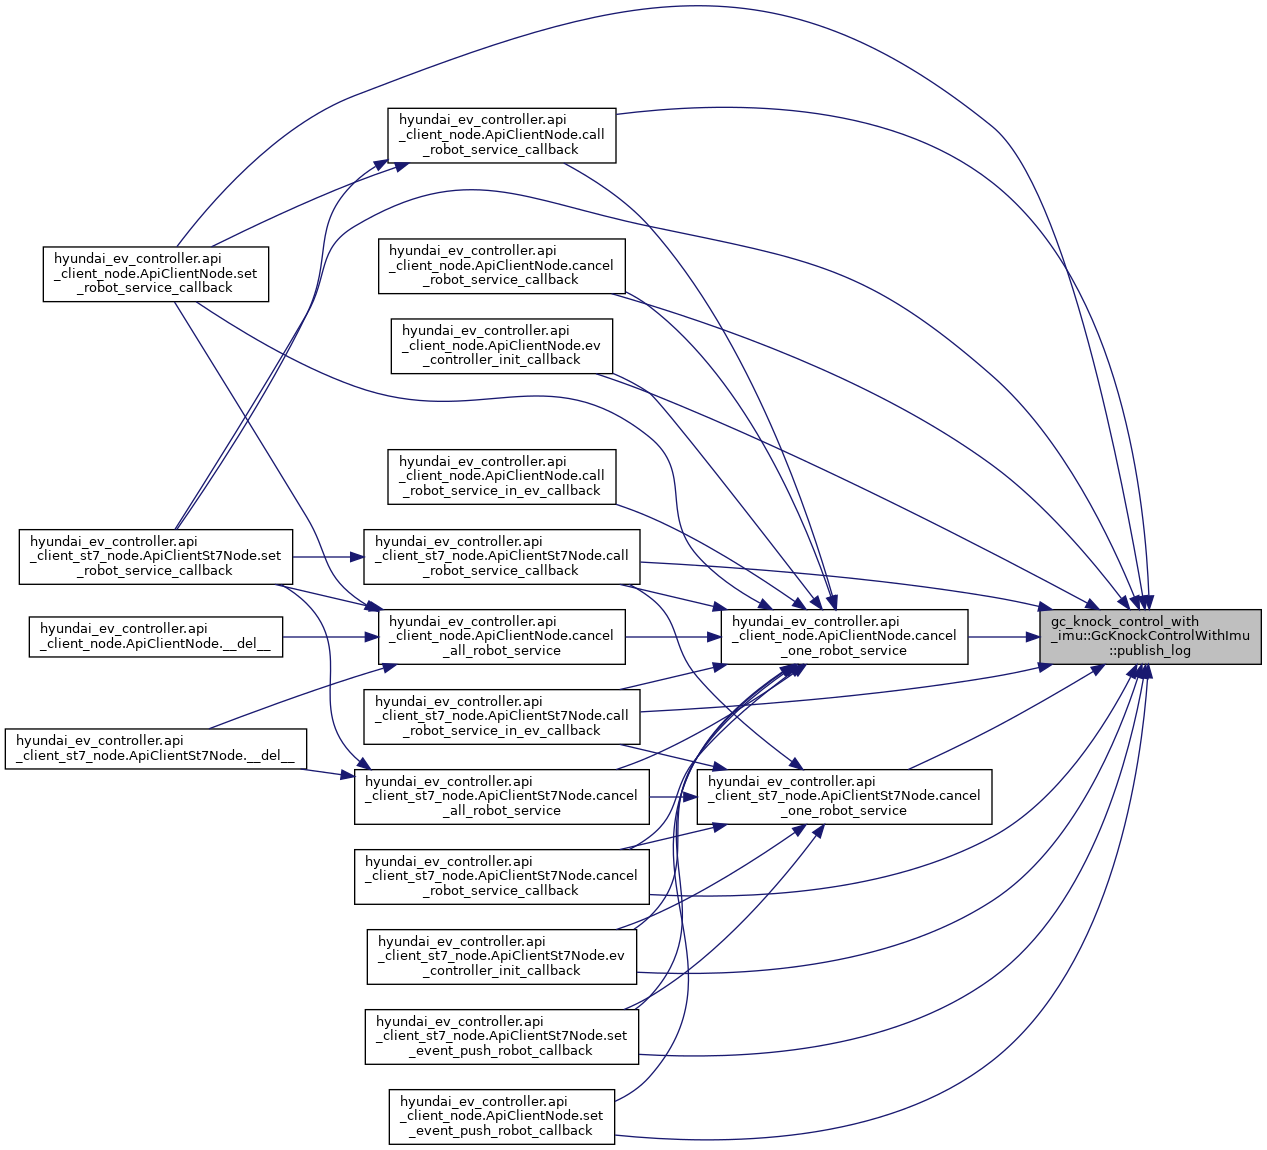 hyundai_ev_controller.api
_client_node.ApiClientNode.call
_robot_service_callback
hyundai_ev_controller.api
_client_node.ApiClientNode.set
_robot_service_callback
hyundai_ev_controller.api
_client_node.ApiClientNode.cancel
_robot_service_callback
hyundai_ev_controller.api
_client_node.ApiClientNode.ev
_controller_init_callback
hyundai_ev_controller.api
_client_node.ApiClientNode.call
_robot_service_in_ev_callback
hyundai_ev_controller.api
_client_st7_node.ApiClientSt7Node.set
_robot_service_callback
hyundai_ev_controller.api
_client_st7_node.ApiClientSt7Node.call
_robot_service_callback
hyundai_ev_controller.api
_client_node.ApiClientNode.__del__
hyundai_ev_controller.api
_client_node.ApiClientNode.cancel
_all_robot_service
hyundai_ev_controller.api
_client_node.ApiClientNode.cancel
_one_robot_service
gc_knock_control_with
_imu::GcKnockControlWithImu
::publish_log
hyundai_ev_controller.api
_client_st7_node.ApiClientSt7Node.call
_robot_service_in_ev_callback
hyundai_ev_controller.api
_client_st7_node.ApiClientSt7Node.__del__
hyundai_ev_controller.api
_client_st7_node.ApiClientSt7Node.cancel
_all_robot_service
hyundai_ev_controller.api
_client_st7_node.ApiClientSt7Node.cancel
_one_robot_service
hyundai_ev_controller.api
_client_st7_node.ApiClientSt7Node.cancel
_robot_service_callback
hyundai_ev_controller.api
_client_st7_node.ApiClientSt7Node.ev
_controller_init_callback
hyundai_ev_controller.api
_client_st7_node.ApiClientSt7Node.set
_event_push_robot_callback
hyundai_ev_controller.api
_client_node.ApiClientNode.set
_event_push_robot_callback